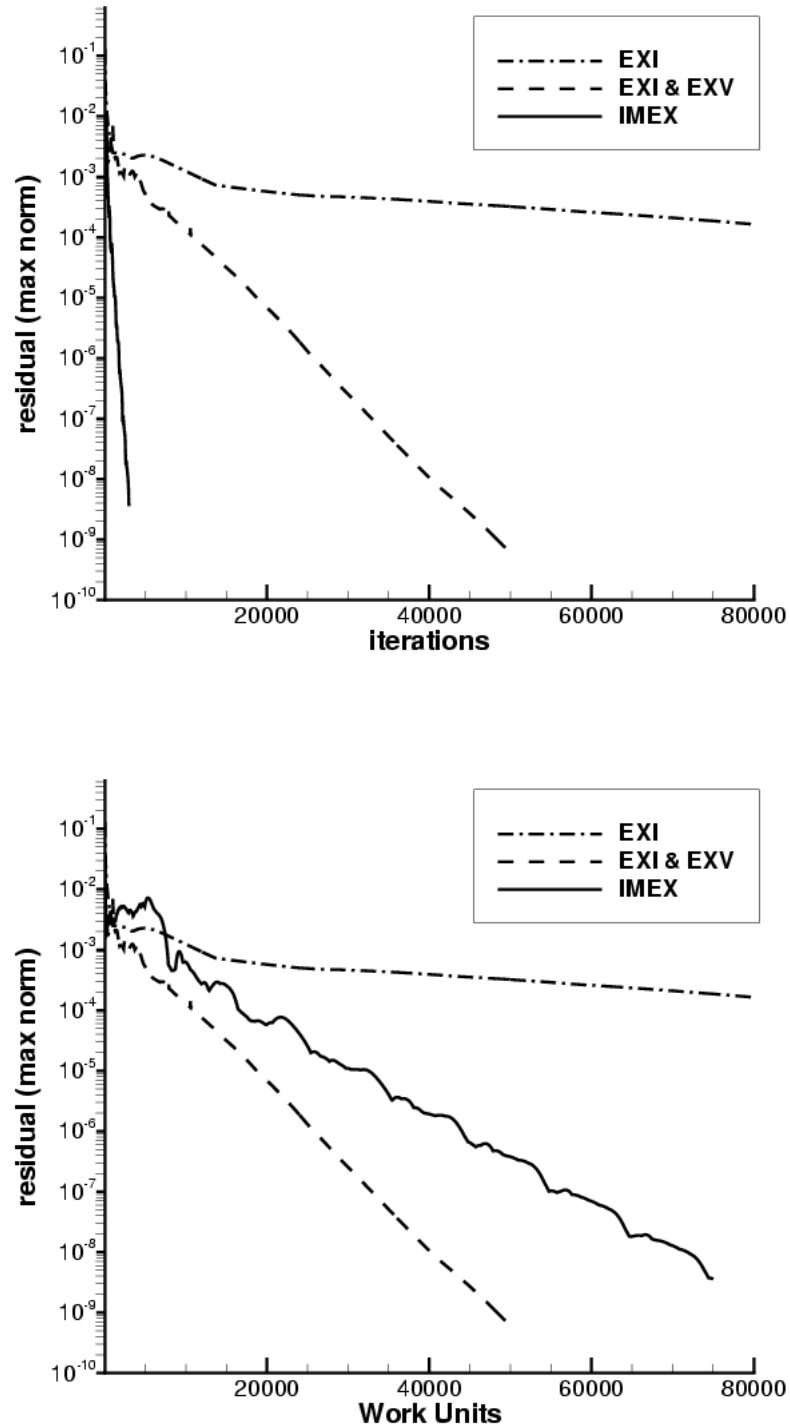 10-1
10-2
10-3
10-4
10-5
10-6
10-7
10-8
10-9
10-10
residual (max norm)
EXI
EXI & EXV
IMEX
20000 40000 60000 80000
iterations
10-1
10-2
10-3
10-4
10-5
10-6
10-7
10-8
10-9
10-10
residual (max norm)
EXI
EXI & EXV
IMEX
20000 40000 60000 80000
Work Units